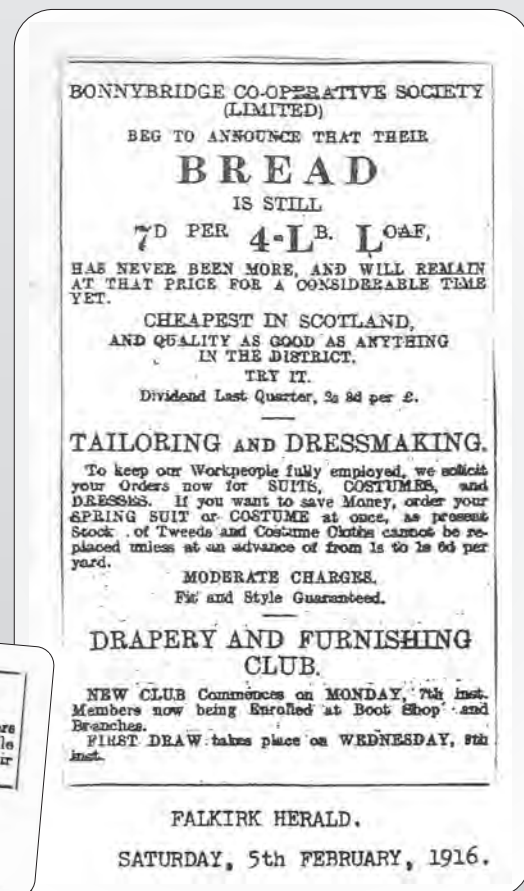 BONNYBRIDGE CO-OPERATIVE SOCIETY
(LIMITED)
BEG TO ANNOUNCE THAT THEIR
BREAD
IS STILL
7D PER 4-LB. LOAF,
HAS NEVER BEEN MORE, AND WILL REMAIN
AT THAT PRICE FOR A CONSIDERABLE TIME
YET.
CHEAPEST IN SCOTLAND,
AND QUALITY AS GOOD AS ANYTHING
IN THE DISTRICT.
TRY IT.
Dividend Last Quarter, 8d per £.
TAILORING AND DRESSMAKING.
To keep our Workpeople fully employed, we solicit
your Orders now for SUITS, COSTUMES, and
DRESSES. If you want to save Money, order your
SPRING SUIT or COSTUME at once, as present
Stock of Tweeds and Costume Cloths cannot be re-
placed unless at an advance of from 1s to 1s 6d per
yard.
MODERATE CHARGES.
Fit and Style Guaranteed.
DRAPERY AND FURNISHING
CLUB.
NEW CLUB Commences on MONDAY, 7th inst.
Members now being Enrolled at Boot Shop and
Branches.
FIRST DRAW takes place on WEDNESDAY, 9th
inst.
FALKIRK HERALD.
SATURDAY, 5th FEBRUARY, 1916.